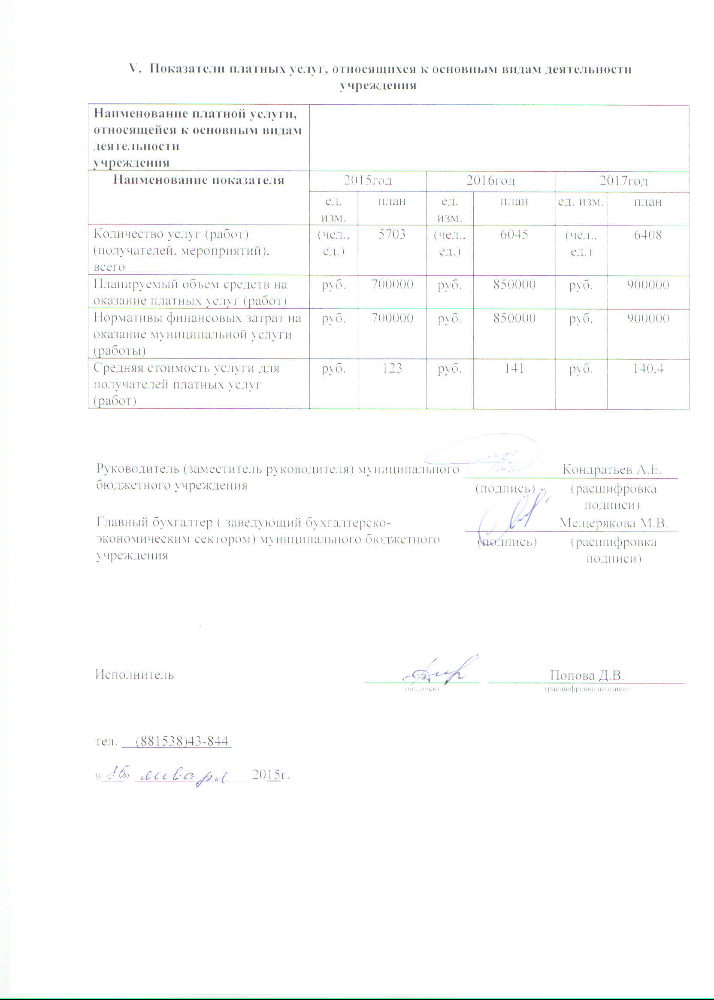 V. Показатели платных услуг, относящихся к основным видам деятельности
учреждения
Наименование платной услуги,
относящейся к основным видам
деятельности
учреждения
Наименование показателя 2015год 2016год 2017год
ед. изм. план ед. изм. план ед. изм. план
Количество услуг (работ) (чел., 5703 (чел., 6045 (чел., 6408
(получателей, мероприятий), ед.) ед.) ед.)
всего
Планируемый объем средств на руб. 700000 руб. 850000 руб. 900000
оказание платных услуг (работ)
Нормативы финансовых затрат на руб. 700000 руб. 850000 руб. 900000
оказание муниципальной услуги
(работы)
Средняя стоимость услуги для руб. 123 руб. 141 руб. 140,4
получателей платных услуг
(работ)
Руководитель (заместитель руководителя) муниципального Кондратьев А.Е.
бюджетного учреждения (подпись) (расшифровка
подписи)
Главный бухгалтер ( заведующий бухгалтерско- Мещерякова М.В.
экономическим сектором) муниципального бюджетного (подпись) (расшифровка
учреждения подписи)
Исполнитель Попова Д.В.
(подпись) (расшифровка подписи)
тел. (881538)43-844
«15» января 2015г.